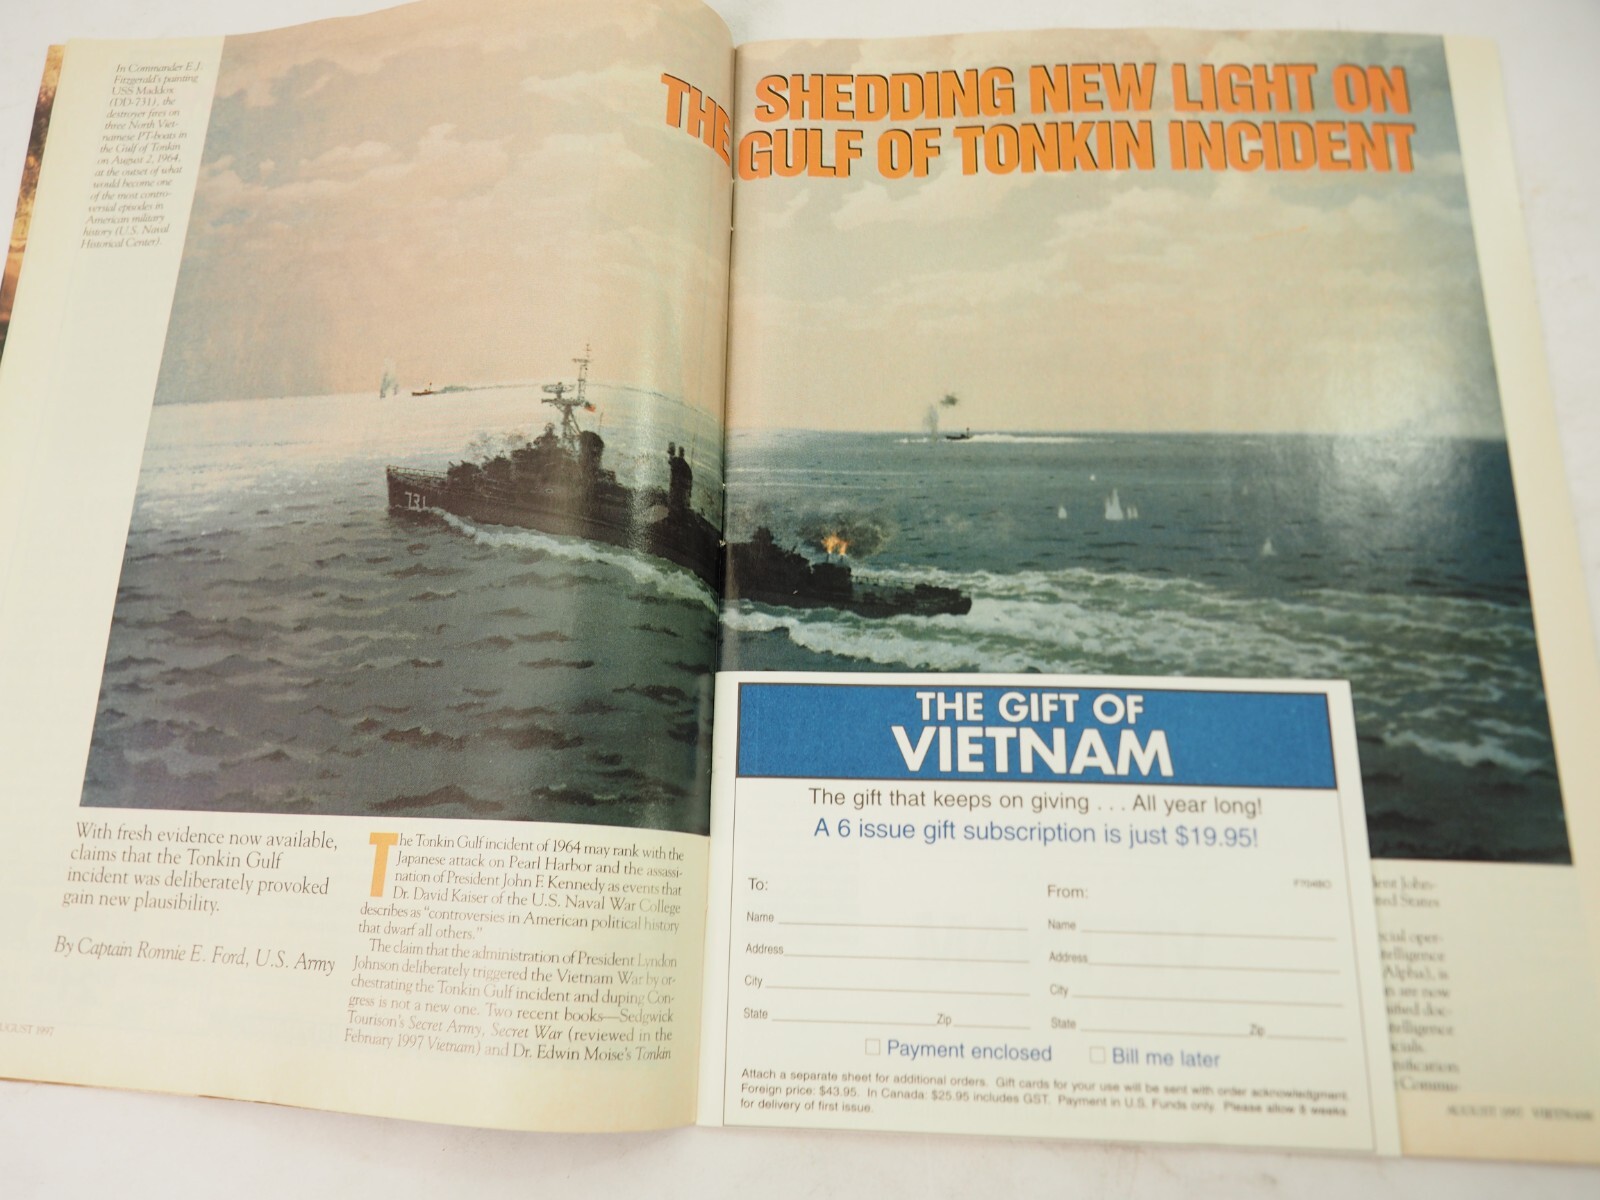 In Commander E.J.
Fitzgerald's painting
USS Maddox
(DD-731), the
destroyer fires on
three North Viet-
namese PT-boats in
the Gulf of Tonkin
on August 2, 1964,
at the outset of what
would become one
of the most contro-
versial episodes in
American military
history (U.S. Naval
Historical Center).
THE SHEDDING NEW LIGHT ON
GULF OF TONKIN INCIDENT
731
With fresh evidence now available,
claims that the Tonkin Gulf
incident was deliberately provoked
gain new plausibility.
By Captain Ronnie E. Ford, U.S. Army
The Tonkin Gulf incident of 1964 may rank with the
Japanese attack on Pearl Harbor and the assassi-
nation of President John F. Kennedy as events that
Dr. David Kaiser of the U.S. Naval War College
describes as "controversies in American political history
that dwarf all others."
The claim that the administration of President Lyndon
Johnson deliberately triggered the Vietnam War by or-
chestrating the Tonkin Gulf incident and duping Con-
gress is not a new one. Two recent books—Sedgwick
Tourison's Secret Army, Secret War (reviewed in the
February 1997 Vietnam) and Dr. Edwin Moise's Tonkin
AUGUST 1997
THE GIFT OF
VIETNAM
The gift that keeps on giving . . . All year long!
A 6 issue gift subscription is just $19.95!
To:
From:
Name
Name
Address
Address
City
City
State Zip
State Zip
Payment enclosed Bill me later
Attach a separate sheet for additional orders. Gift cards for your use will be sent with order acknowledgment.
Foreign price: $43.95. In Canada: $25.95 includes GST. Payment in U.S. Funds only. Please allow 8 weeks
for delivery of first issue.
John-
States
oper-
Alpha), is
are now
doc-
AUGUST 1997 VIETNAM